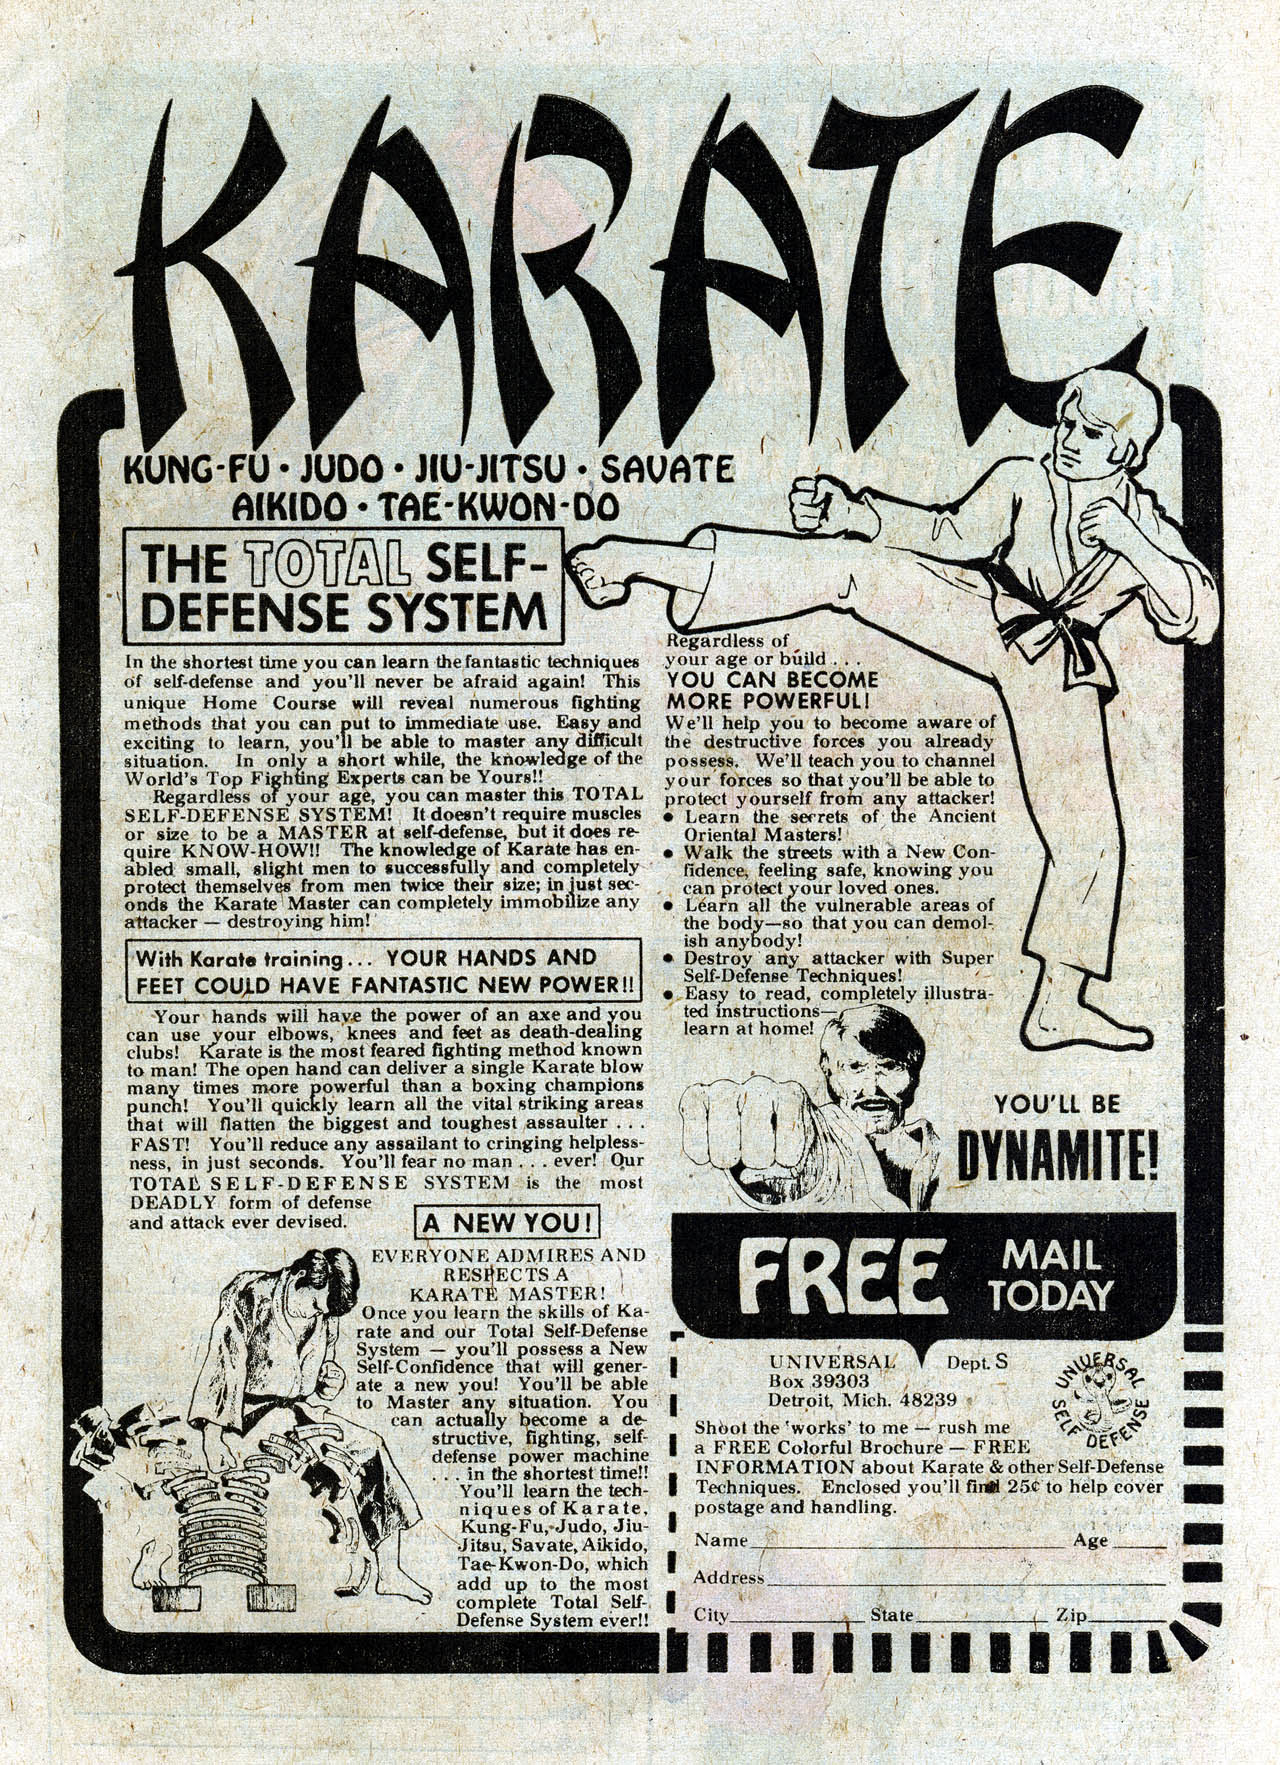 KARATE
KUNG-FU • JUDO • JIU-JITSU • SAVATE
AIKIDO • TAE-KWON-DO
THE TOTAL SELF-
DEFENSE SYSTEM
In the shortest time you can learn the fantastic techniques
of self-defense and you'll never be afraid again! This
unique Home Course will reveal numerous fighting
methods that you can put to immediate use. Easy and
exciting to learn, you'll be able to master any difficult
situation. In only a short while, the knowledge of the
World's Top Fighting Experts can be Yours!!
Regardless of your age, you can master this TOTAL
SELF-DEFENSE SYSTEM! It doesn't require muscles
or size to be a MASTER at self-defense, but it does re-
quire KNOW-HOW!! The knowledge of Karate has en-
abled small, slight men to successfully and completely
protect themselves from men twice their size; in just sec-
onds the Karate Master can completely immobilize any
attacker — destroying him!
With Karate training... YOUR HANDS AND
FEET COULD HAVE FANTASTIC NEW POWER!!
Your hands will have the power of an axe and you
can use your elbows, knees and feet as death-dealing
clubs! Karate is the most feared fighting method known
to man! The open hand can deliver a single Karate blow
many times more powerful than a boxing champions
punch! You'll quickly learn all the vital striking areas
that will flatten the biggest and toughest assaulter . . .
FAST! You'll reduce any assailant to cringing helpless-
ness, in just seconds. You'll fear no man . . . ever! Our
TOTAL SELF-DEFENSE SYSTEM is the most
DEADLY form of defense
and attack ever devised.
A NEW YOU!
EVERYONE ADMIRES AND
RESPECTS A
KARATE MASTER!
Once you learn the skills of Ka-
rate and our Total Self-Defense
System — you'll possess a New
Self-Confidence that will gener-
ate a new you! You'll be able
to Master any situation. You
can actually become a de-
structive, fighting, self-
defense power machine
. . . in the shortest time!!
You'll learn the tech-
niques of Karate,
Kung-Fu, Judo, Jiu-
Jitsu, Savate, Aikido,
Tae-Kwon-Do, which
add up to the most
complete Total Self-
Defense System ever!!
Regardless of
your age or build . . .
YOU CAN BECOME
MORE POWERFUL!
We'll help you to become aware of
the destructive forces you already
possess. We'll teach you to channel
your forces so that you'll be able to
protect yourself from any attacker!
• Learn the secrets of the Ancient
Oriental Masters!
• Walk the streets with a New Con-
fidence, feeling safe, knowing you
can protect your loved ones.
• Learn all the vulnerable areas of
the body—so that you can demol-
ish anybody!
• Destroy any attacker with Super
Self-Defense Techniques!
• Easy to read, completely illustra-
ted instructions—
learn at home!
YOU'LL BE
DYNAMITE!
FREE MAIL
TODAY
UNIVERSAL Dept. S
Box 39303
Detroit, Mich. 48239
UNIVERSAL
SELF DEFENSE
Shoot the 'works' to me — rush me
a FREE Colorful Brochure — FREE
INFORMATION about Karate & other Self-Defense
Techniques. Enclosed you'll find 25¢ to help cover
postage and handling.
Name Age
Address
City State Zip